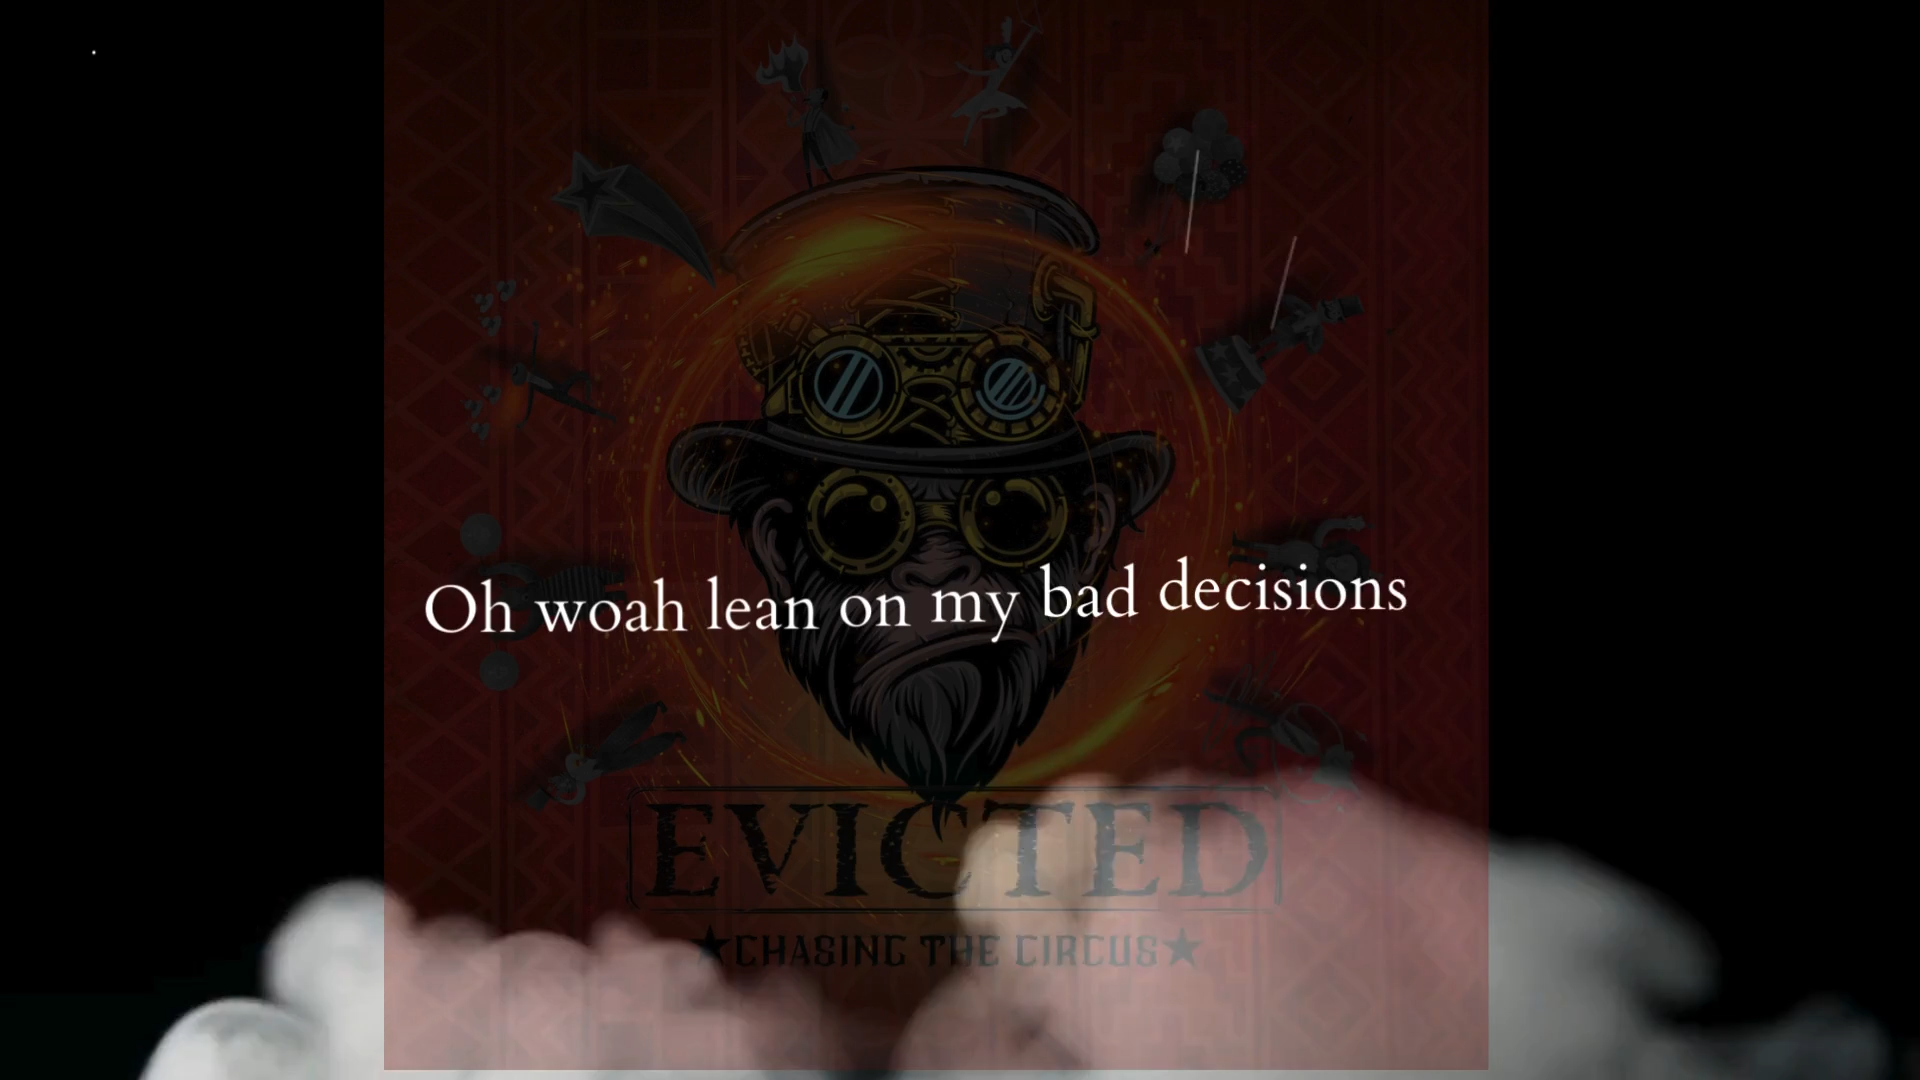 Oh woah lean on my bad decisions
EVICTED
★CHASING THE CIRCUS★